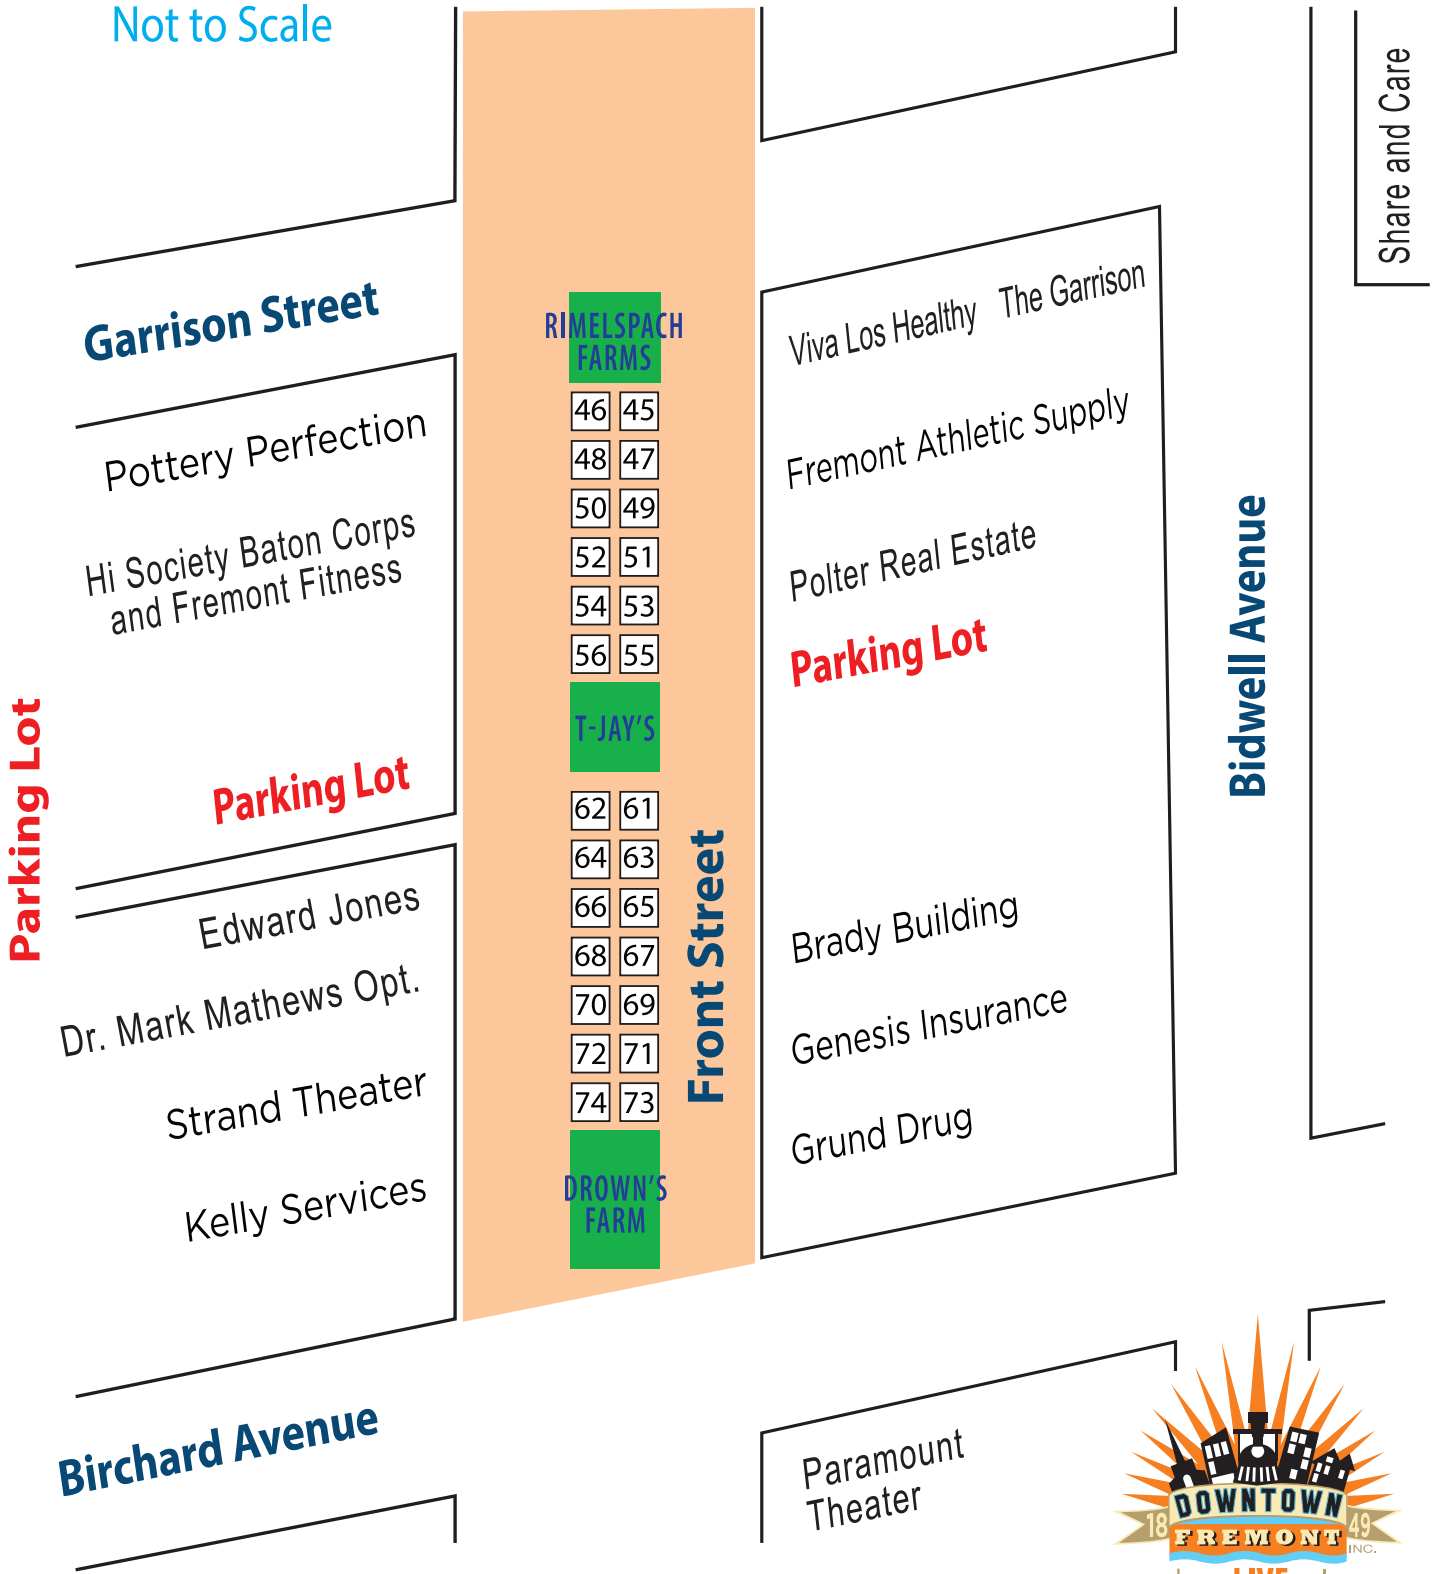 Not to Scale
Share and Care
Garrison Street
RIMELSPACH
FARMS
Viva Los Healthy The Garrison
46 45
48 47
50 49
52 51
54 53
56 55
Pottery Perfection
Hi Society Baton Corps
and Fremont Fitness
Fremont Athletic Supply
Polter Real Estate
Parking Lot
Bidwell Avenue
Parking Lot
Parking Lot
T-JAY'S
62 61
64 63
66 65
68 67
70 69
72 71
74 73
Front Street
Edward Jones
Dr. Mark Mathews Opt.
Strand Theater
Kelly Services
Brady Building
Genesis Insurance
Grund Drug
DROWN'S
FARM
Birchard Avenue
Paramount
Theater
DOWNTOWN
18 FREMONT 49
INC.
LIVE